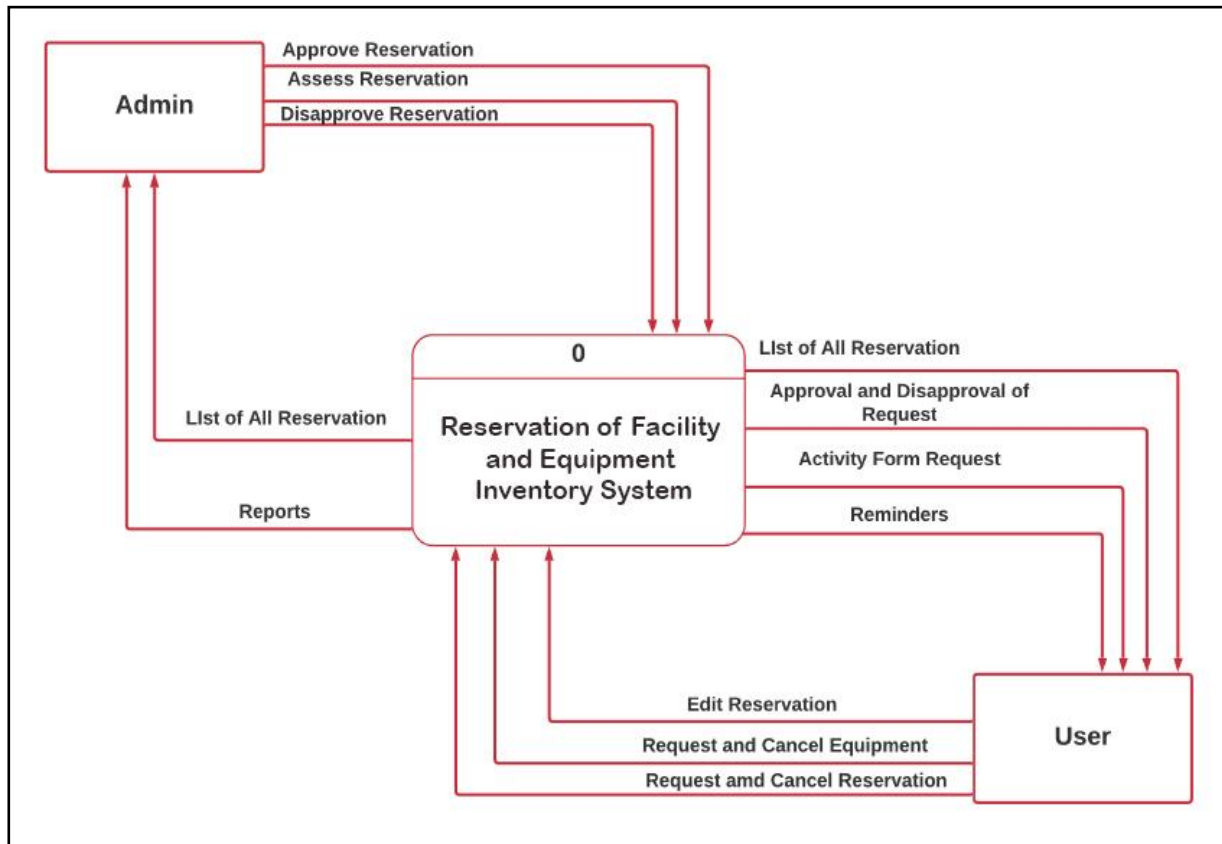 Approve Reservation
Admin
Assess Reservation
Disapprove Reservation
0
Reservation of Facility
and Equipment
Inventory System
LIst of All Reservation
Reports
LIst of All Reservation
Approval and Disapproval of
Request
Activity Form Request
Reminders
Edit Reservation
Request and Cancel Equipment
Request amd Cancel Reservation
User